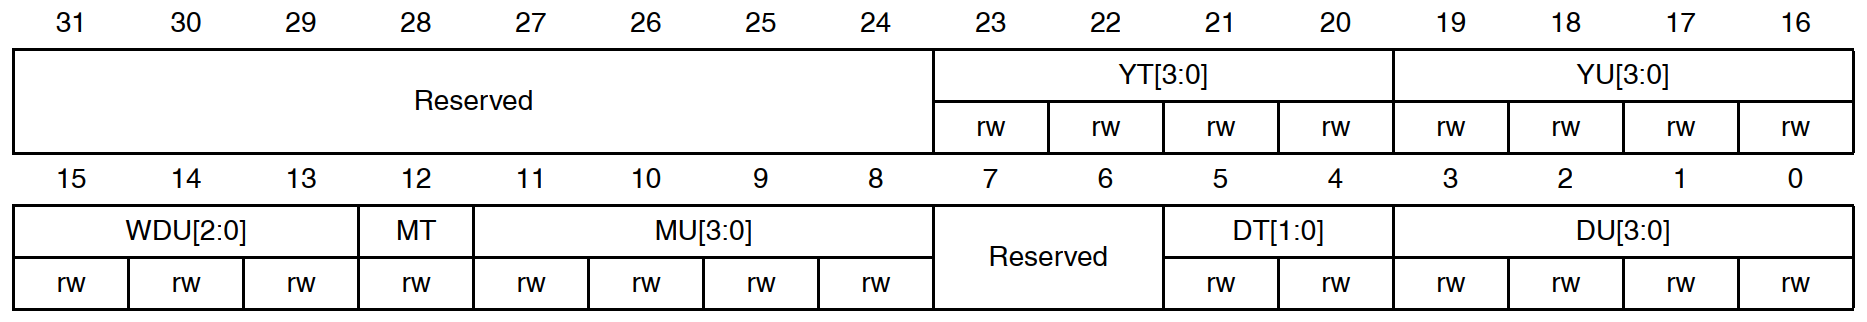 31 30 29 28 27 26 25 24 23 22 21 20 19 18 17 16
Reserved YT[3:0] YU[3:0]
rw rw rw rw rw rw rw rw
15 14 13 12 11 10 9 8 7 6 5 4 3 2 1 0
WDU[2:0] MT MU[3:0] Reserved DT[1:0] DU[3:0]
rw rw rw rw rw rw rw rw rw rw rw rw rw rw